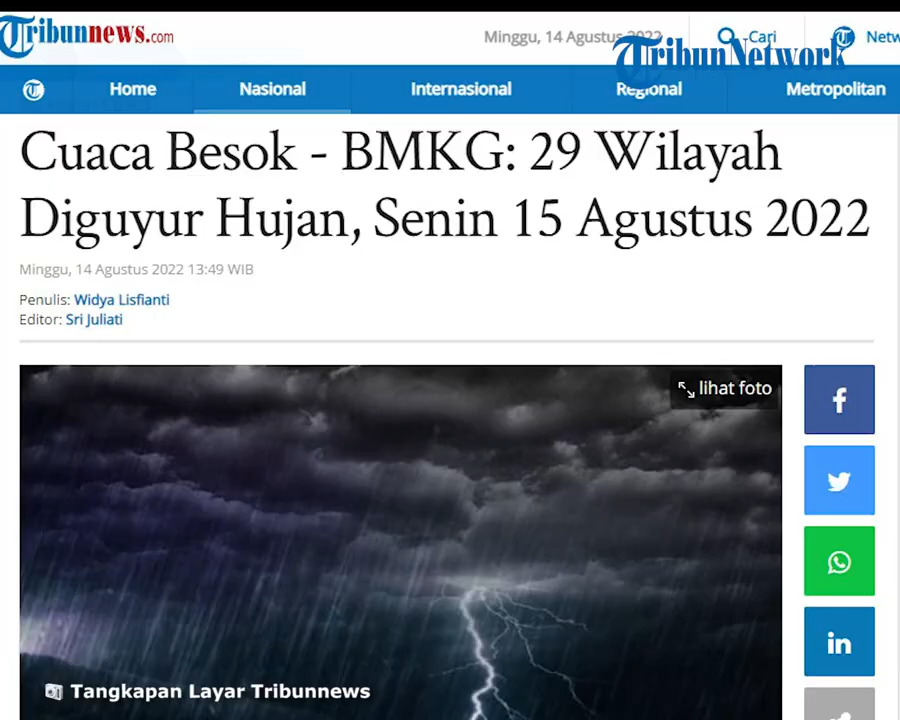 Tribunnews.com
Minggu, 14 Agustus 2022
Cari
Netw
TribunNetwork
Home
Nasional
Internasional
Regional
Metropolitan
Cuaca Besok - BMKG: 29 Wilayah
Diguyur Hujan, Senin 15 Agustus 2022
Minggu, 14 Agustus 2022 13:49 WIB
Penulis: Widya Lisfianti
Editor: Sri Juliati
lihat foto
Tangkapan Layar Tribunnews